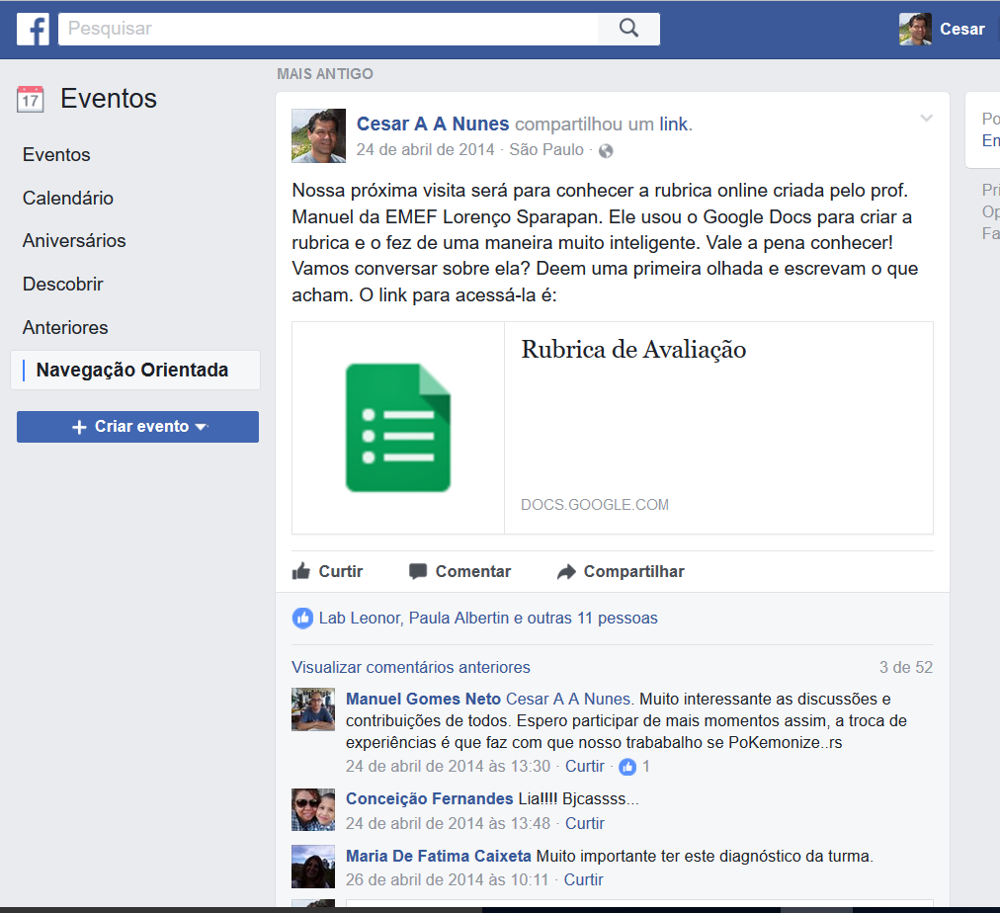 f
Pesquisar
Cesar
17
Eventos
Eventos
Calendário
Aniversários
Descobrir
Anteriores
Navegação Orientada
+ Criar evento
MAIS ANTIGO
Cesar A A Nunes compartilhou um link.
24 de abril de 2014 · São Paulo ·
Nossa próxima visita será para conhecer a rubrica online criada pelo prof.
Manuel da EMEF Lorenço Sparapan. Ele usou o Google Docs para criar a
rubrica e o fez de uma maneira muito inteligente. Vale a pena conhecer!
Vamos conversar sobre ela? Deem uma primeira olhada e escrevam o que
acham. O link para acessá-la é:
Rubrica de Avaliação
DOCS.GOOGLE.COM
Curtir Comentar Compartilhar
Lab Leonor, Paula Albertin e outras 11 pessoas
Visualizar comentários anteriores 3 de 52
Manuel Gomes Neto Cesar A A Nunes. Muito interessante as discussões e
contribuições de todos. Espero participar de mais momentos assim, a troca de
experiências é que faz com que nosso trababalho se PoKemonize..rs
24 de abril de 2014 às 13:30 · Curtir · 1
Conceição Fernandes Lia!!!! Bjcassss...
24 de abril de 2014 às 13:48 · Curtir
Maria De Fatima Caixeta Muito importante ter este diagnóstico da turma.
26 de abril de 2014 às 10:11 · Curtir
Po
En
Pri
Op
Fa